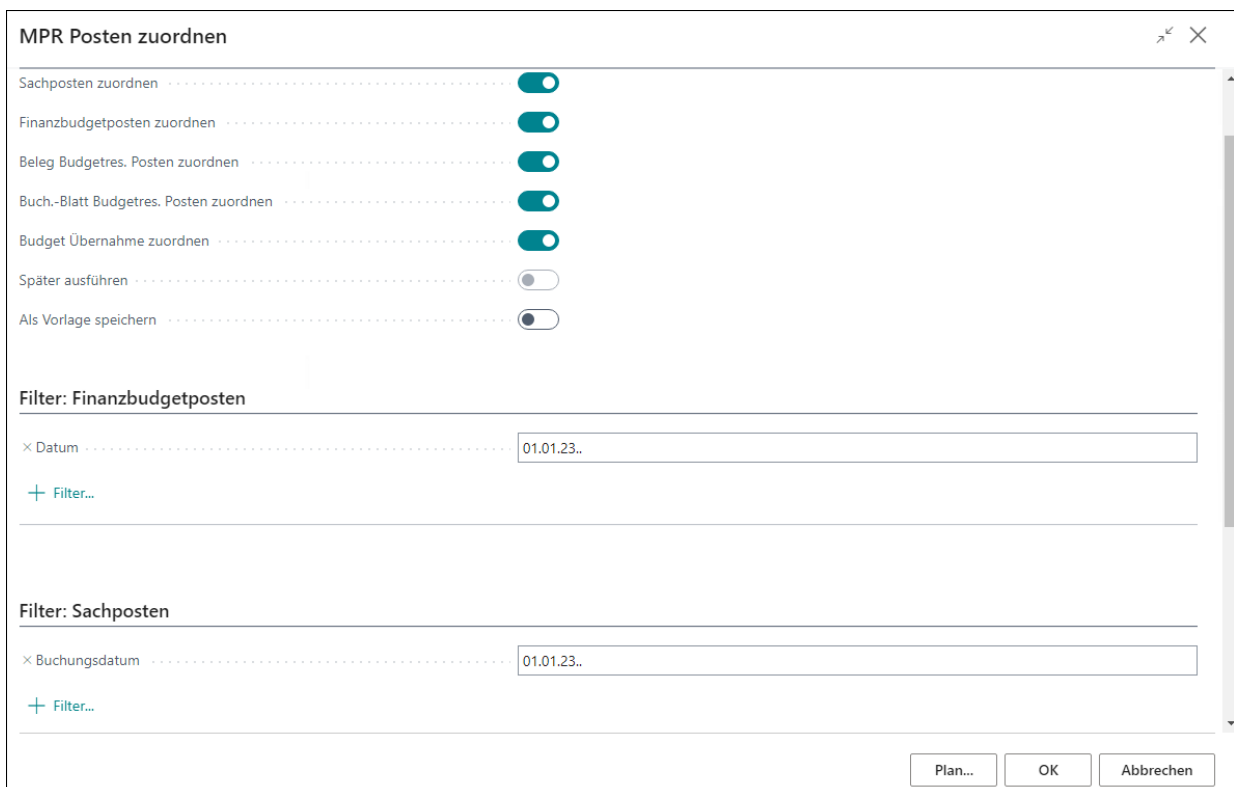 MPR Posten zuordnen
Sachposten zuordnen
Finanzbudgetposten zuordnen
Beleg Budgetres. Posten zuordnen
Buch.-Blatt Budgetres. Posten zuordnen
Budget Übernahme zuordnen
Später ausführen
Als Vorlage speichern
Filter: Finanzbudgetposten
× Datum 01.01.23..
+ Filter...
Filter: Sachposten
× Buchungsdatum 01.01.23..
+ Filter...
Plan... OK Abbrechen